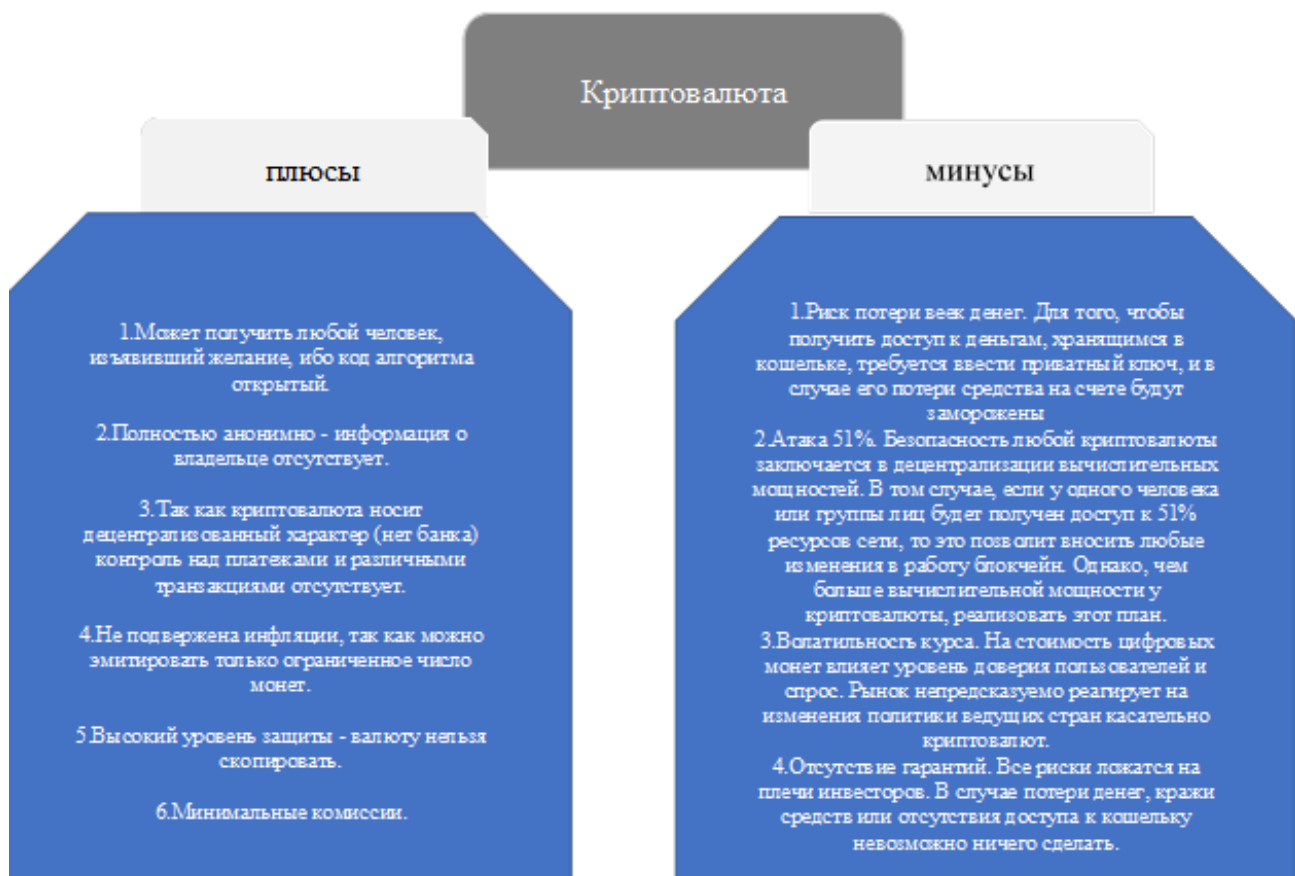 Криптовалюта
плюсы
1.Может получить любой человек,
изъявивший желание, ибо код алгоритма
открытый.
2.Полностью анонимно - информация о
владельце отсутствует.
3.Так как криптовалюта носит
децентрализованный характер (нет банка)
контроль над платежами и различными
транзакциями отсутствует.
4.Не подвержена инфляции, так как можно
эмитировать только ограниченное число
монет.
5.Высокий уровень защиты - валюту нельзя
скопировать.
6.Минимальные комиссии.
минусы
1.Риск потери веек денег. Для того, чтобы
получить доступ к деньгам, хранящимся в
кошельке, требуется ввести приватный ключ, и в
случае его потери средства на счете будут
заморожены
2.Атака 51%. Безопасность любой криптовалюты
заключается в децентрализации вычислительных
мощностей. В том случае, если у одного человека
или группы лиц будет получен доступ к 51%
ресурсов сети, то это позволит вносить любые
изменения в работу блокчейн. Однако, чем
больше вычислительной мощности у
криптовалюты, реализовать этот план.
3.Волатильность курса. На стоимость цифровых
монет влияет уровень доверия пользователей и
спрос. Рынок непредсказуемо реагирует на
изменения политики ведущих стран касательно
криптовалют.
4.Отсутствие гарантий. Все риски ложатся на
плечи инвесторов. В случае потери денег, кражи
средств или отсутствия доступа к кошельку
невозможно ничего сделать.